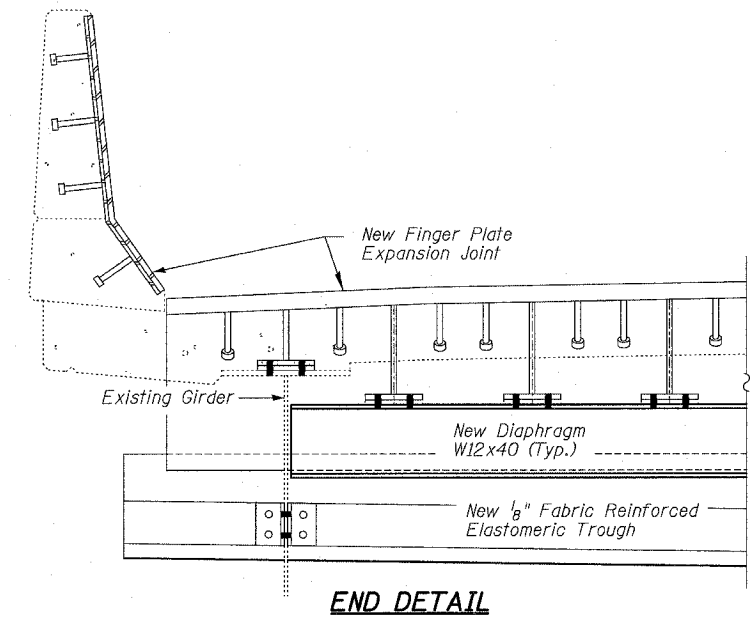 New Finger Plate
Expansion Joint
Existing Girder
New Diaphragm
W12x40 (Typ.)
New 1/8" Fabric Reinforced
Elastomeric Trough
END DETAIL